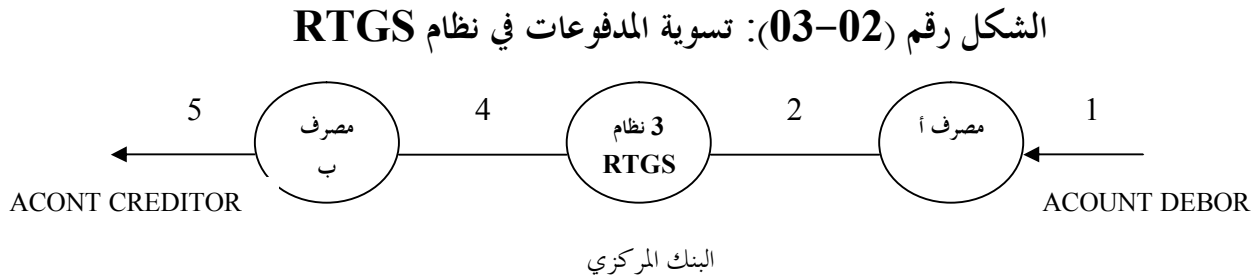 الشكل رقم (02-03): تسوية المدفوعات في نظام RTGS
1
مصرف أ
2
3 نظام
RTGS
4
مصرف
ب
5
ACOUNT DEBOR
ACONT CREDITOR
البنك المركزي